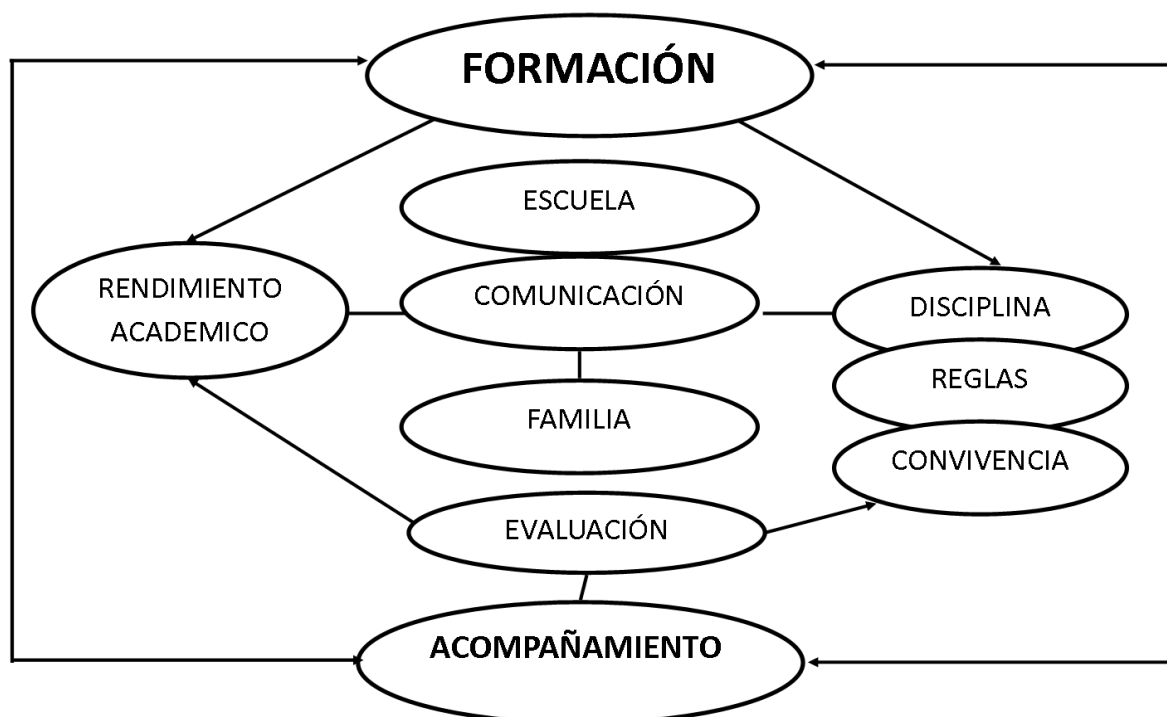 FORMACIÓN
ESCUELA
RENDIMIENTO
ACADEMICO
COMUNICACIÓN
DISCIPLINA
REGLAS
FAMILIA
CONVIVENCIA
EVALUACIÓN
ACOMPAÑAMIENTO